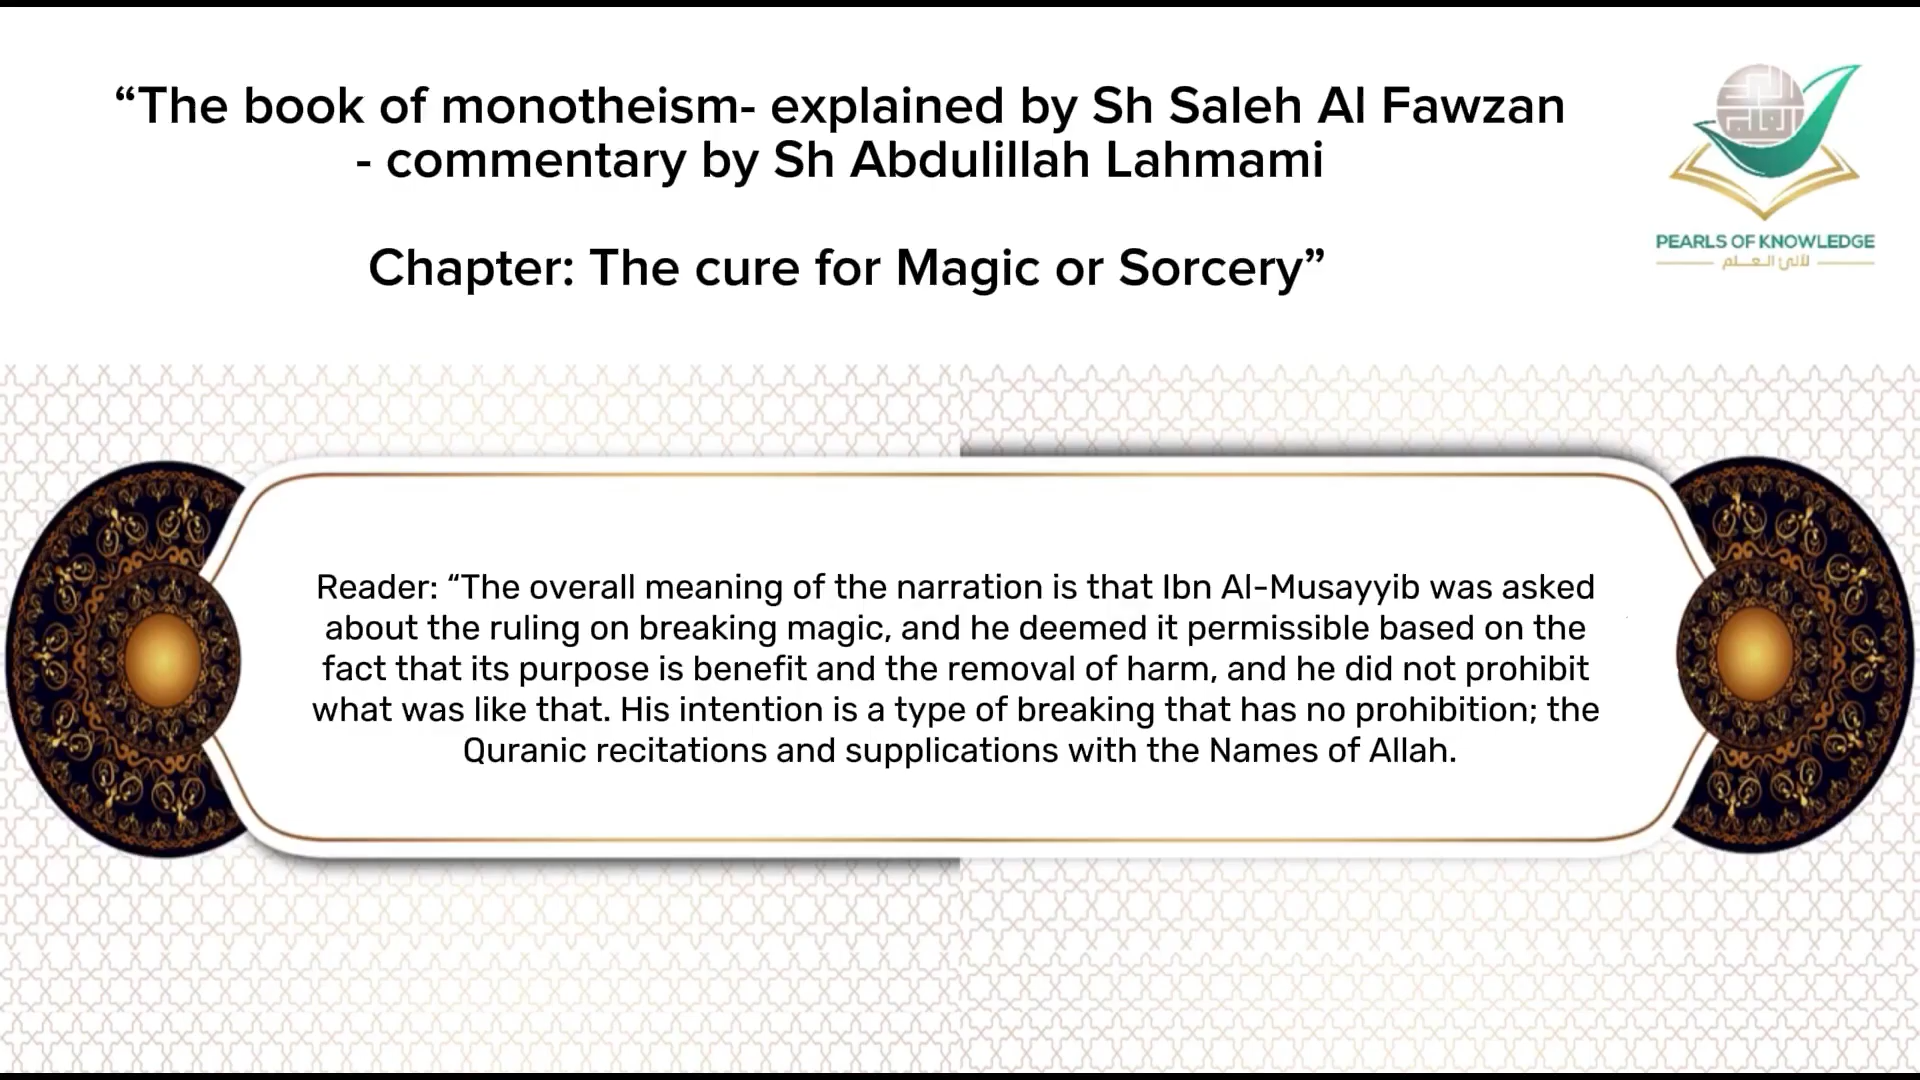 “The book of monotheism- explained by Sh Saleh Al Fawzan
- commentary by Sh Abdulillah Lahmami
Chapter: The cure for Magic or Sorcery”
PEARLS OF KNOWLEDGE
لآلئ العلم
Reader: “The overall meaning of the narration is that Ibn Al-Musayyib was asked
about the ruling on breaking magic, and he deemed it permissible based on the
fact that its purpose is benefit and the removal of harm, and he did not prohibit
what was like that. His intention is a type of breaking that has no prohibition; the
Quranic recitations and supplications with the Names of Allah.